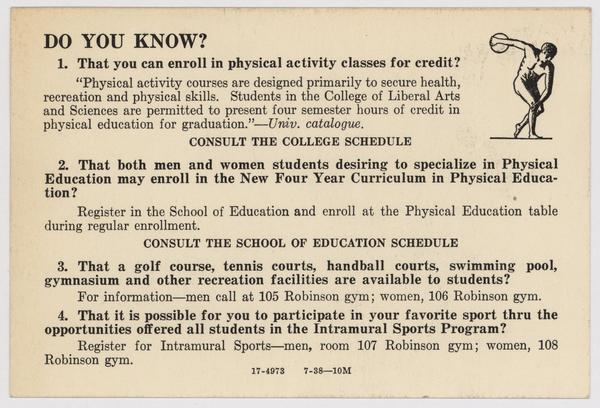 DO YOU KNOW?
1. That you can enroll in physical activity classes for credit?
"Physical activity courses are designed primarily to secure health,
recreation and physical skills. Students in the College of Liberal Arts
and Sciences are permitted to present four semester hours of credit in
physical education for graduation."—Univ. catalogue.
CONSULT THE COLLEGE SCHEDULE
2. That both men and women students desiring to specialize in Physical
Education may enroll in the New Four Year Curriculum in Physical Educa-
tion?
Register in the School of Education and enroll at the Physical Education table
during regular enrollment.
CONSULT THE SCHOOL OF EDUCATION SCHEDULE
3. That a golf course, tennis courts, handball courts, swimming pool,
gymnasium and other recreation facilities are available to students?
For information—men call at 105 Robinson gym; women, 106 Robinson gym.
4. That it is possible for you to participate in your favorite sport thru the
opportunities offered all students in the Intramural Sports Program?
Register for Intramural Sports—men, room 107 Robinson gym; women, 108
Robinson gym.
17-4973 7-38—10M